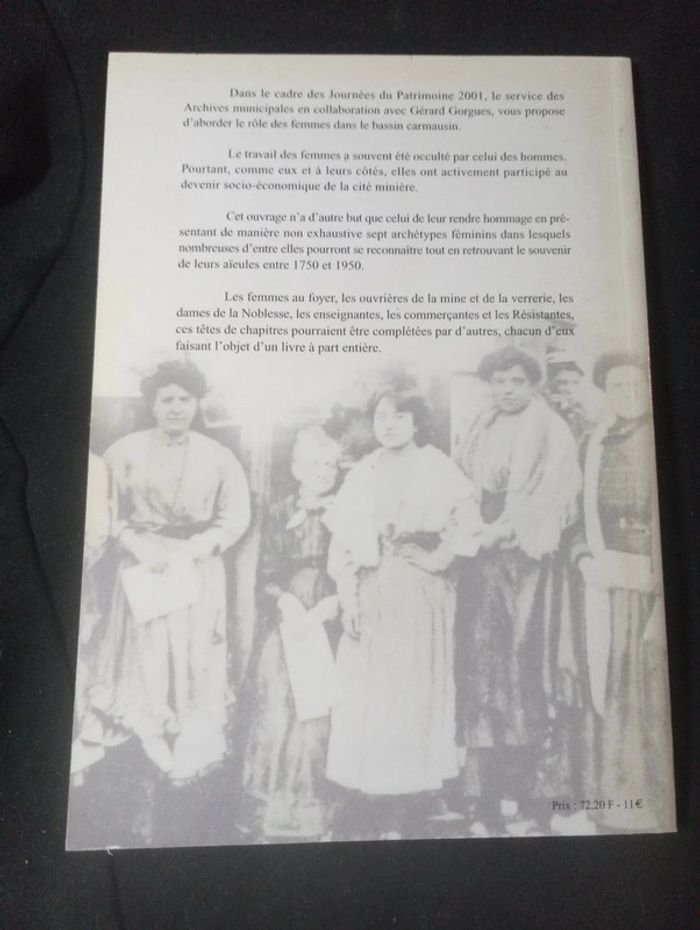 Dans le cadre des Journées du Patrimoine 2001, le service des
Archives municipales en collaboration avec Gérard Gorgues, vous propose
d'aborder le rôle des femmes dans le bassin carmausin.
Le travail des femmes a souvent été occulté par celui des hommes.
Pourtant, comme eux et à leurs côtés, elles ont activement participé au
devenir socio-économique de la cité minière.
Cet ouvrage n'a d'autre but que celui de leur rendre hommage en pré-
sentant de manière non exhaustive sept archétypes féminins dans lesquels
nombreuses d'entre elles pourront se reconnaître tout en retrouvant le souvenir
de leurs aïeules entre 1750 et 1950.
Les femmes au foyer, les ouvrières de la mine et de la verrerie, les
dames de la Noblesse, les enseignantes, les commerçantes et les Résistantes,
ces têtes de chapitres pourraient être complétées par d'autres, chacun d'eux
faisant l'objet d'un livre à part entière.
Prix : 72,20 F - 11€